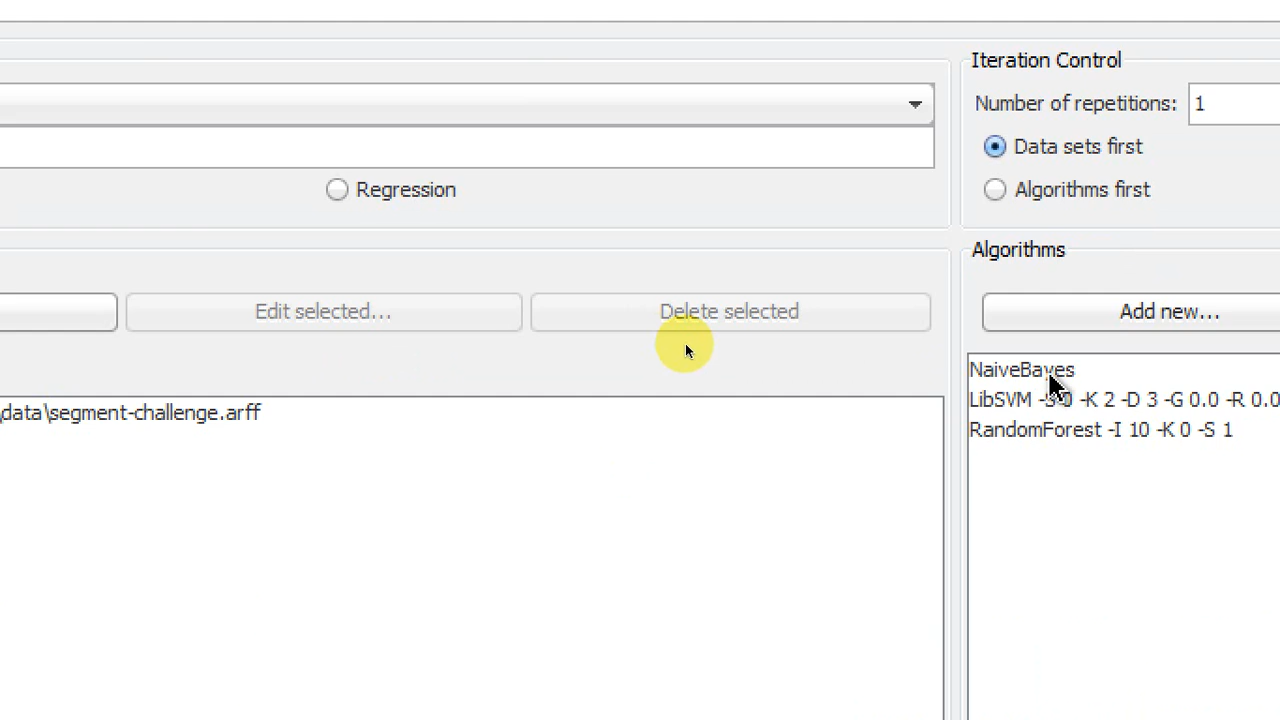 Iteration Control
Number of repetitions: 1
Data sets first
Regression
Algorithms first
Algorithms
Edit selected...
Delete selected
Add new...
NaiveBayes
\data\segment-challenge.arff
LibSVM -S 0 -K 2 -D 3 -G 0.0 -R 0.0
RandomForest -I 10 -K 0 -S 1